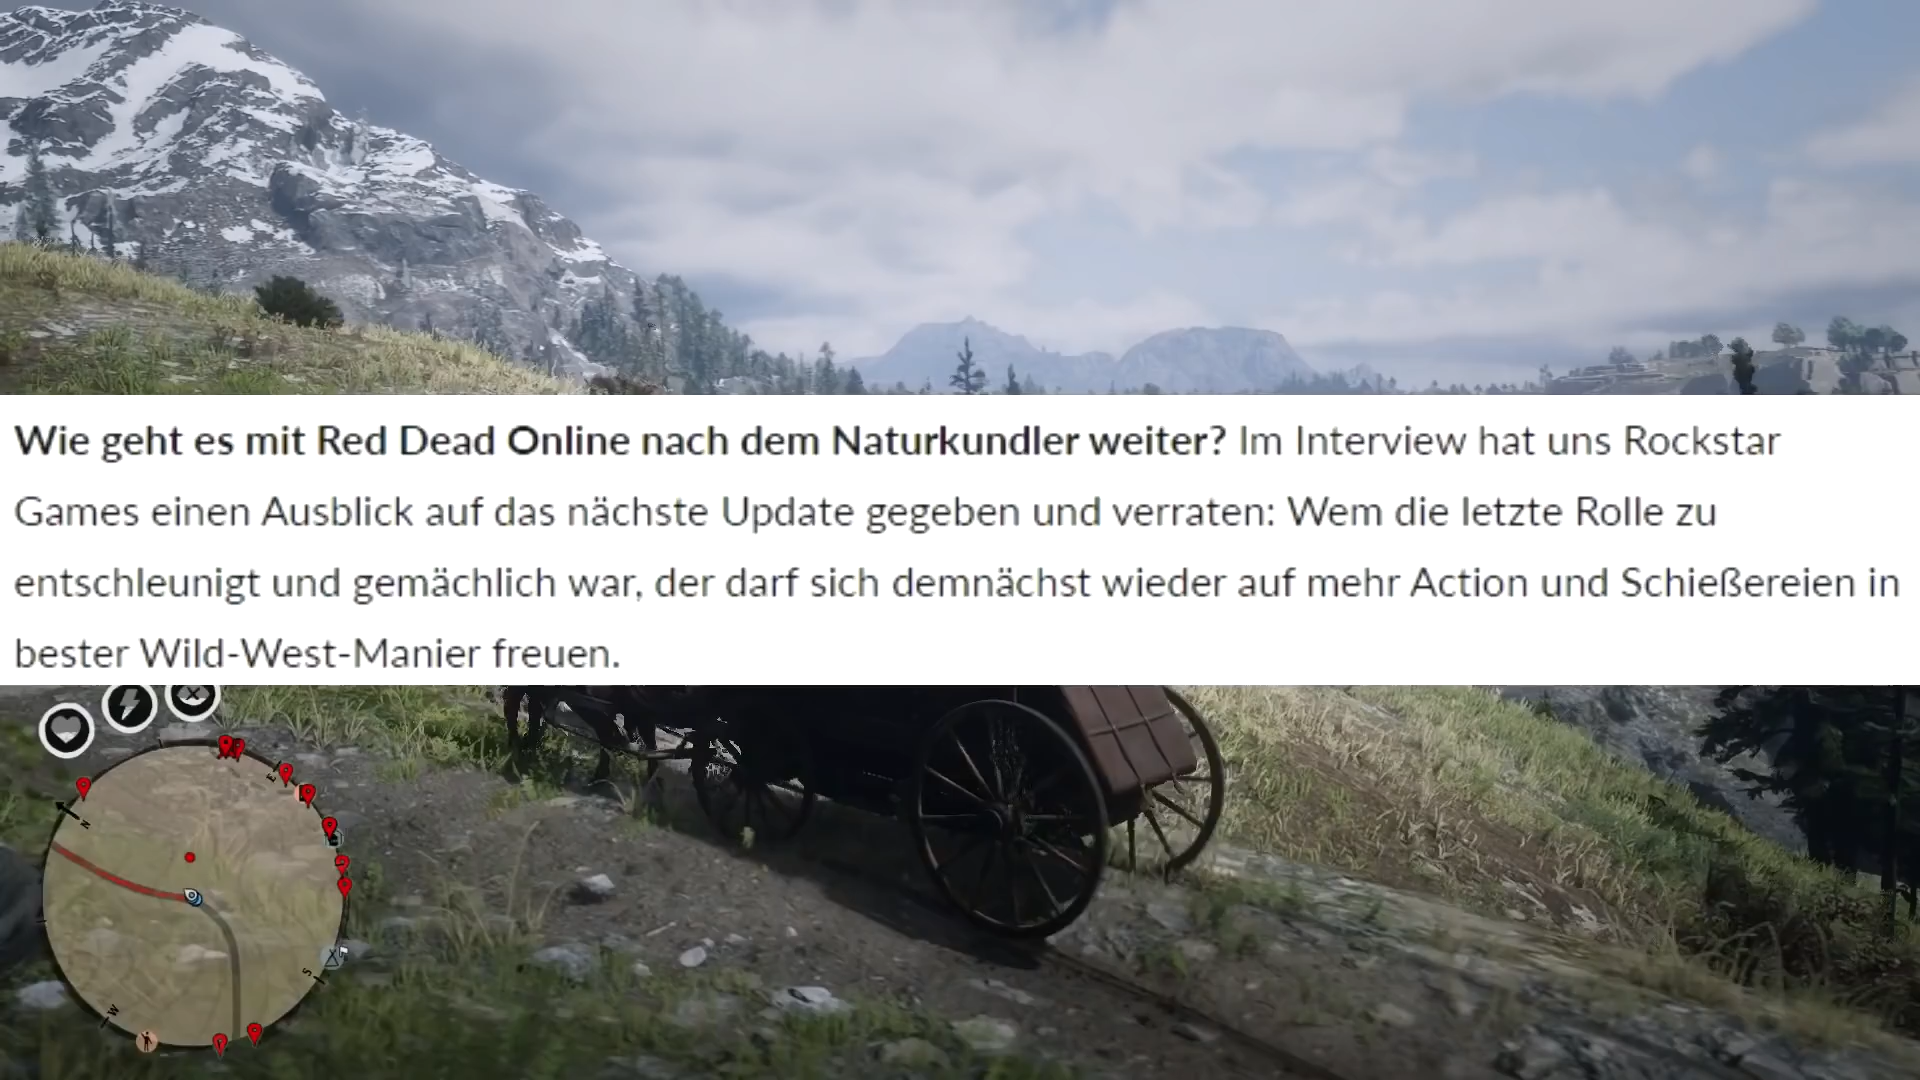 Wie geht es mit Red Dead Online nach dem Naturkundler weiter? Im Interview hat uns Rockstar
Games einen Ausblick auf das nächste Update gegeben und verraten: Wem die letzte Rolle zu
entschleunigt und gemächlich war, der darf sich demnächst wieder auf mehr Action und Schießereien in
bester Wild-West-Manier freuen.
E
N
S
W